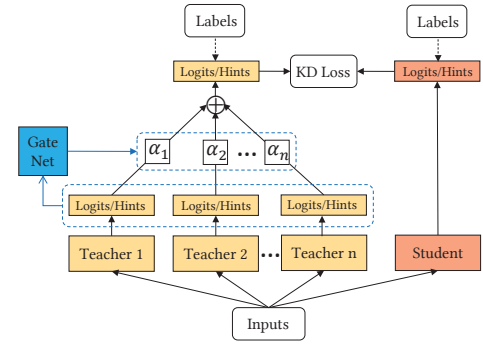 Labels
Labels
Logits/Hints
KD Loss
Logits/Hints
Gate
Net
α1
α2
...
αn
Logits/Hints
Logits/Hints
Logits/Hints
Teacher 1
Teacher 2
...
Teacher n
Student
Inputs